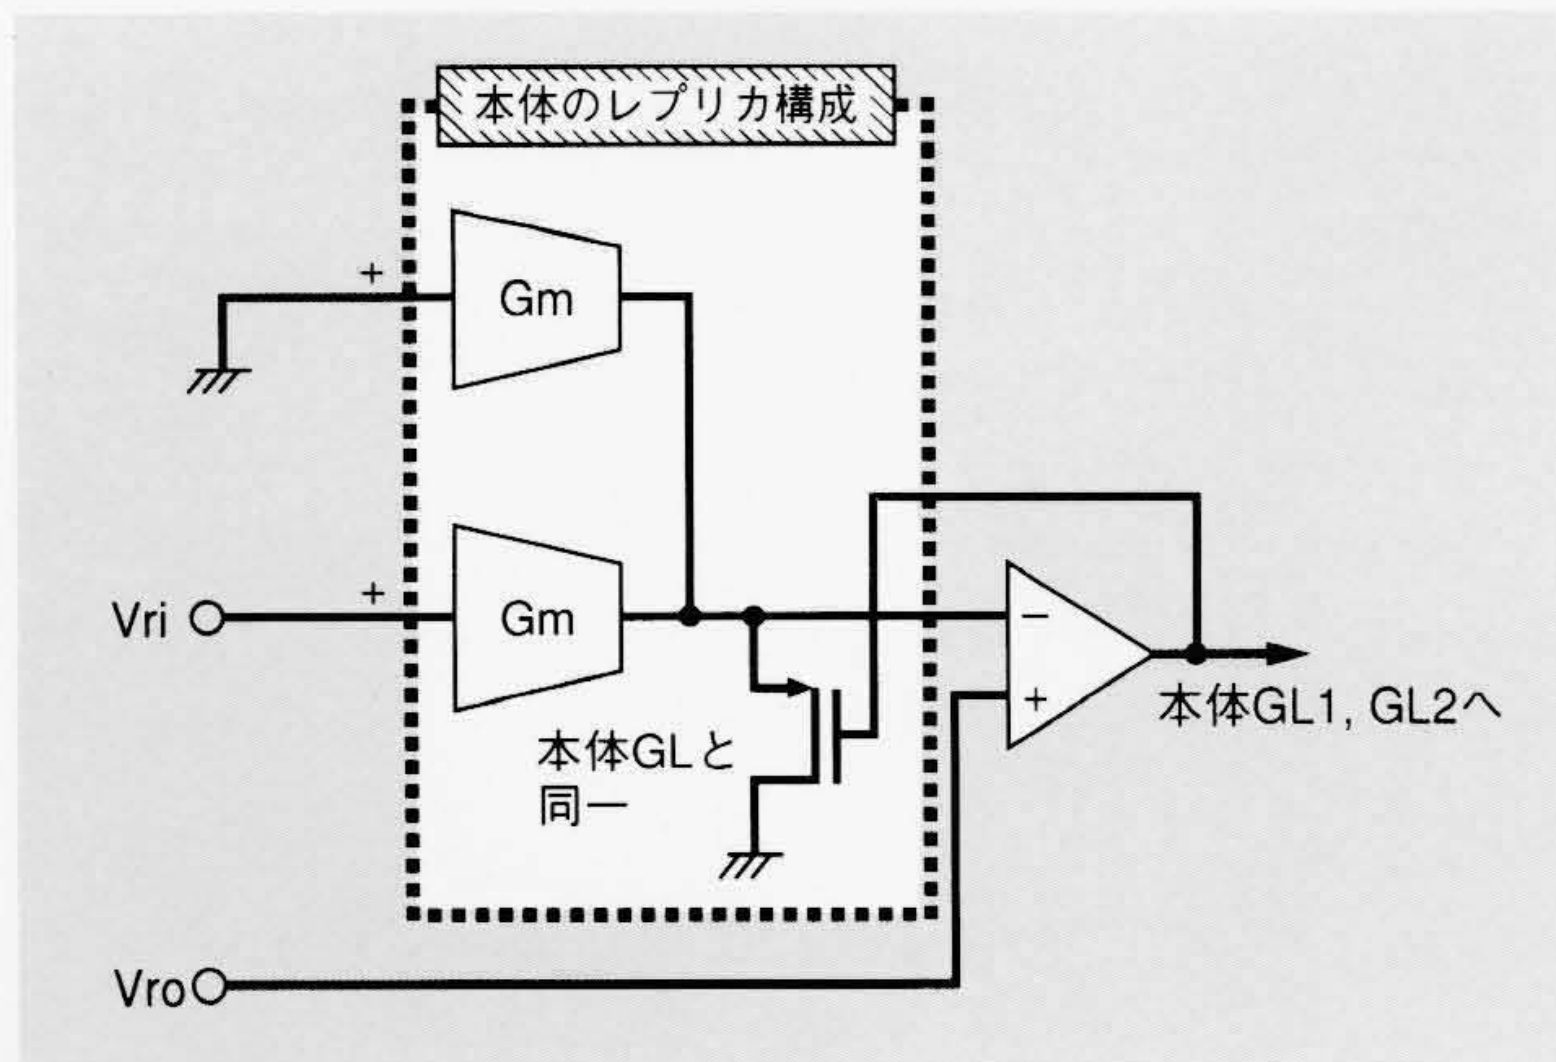 本体のレプリカ構成
+
Gm
Vri
+
Gm
−
+
本体GL1, GL2へ
本体GLと
同一
Vro